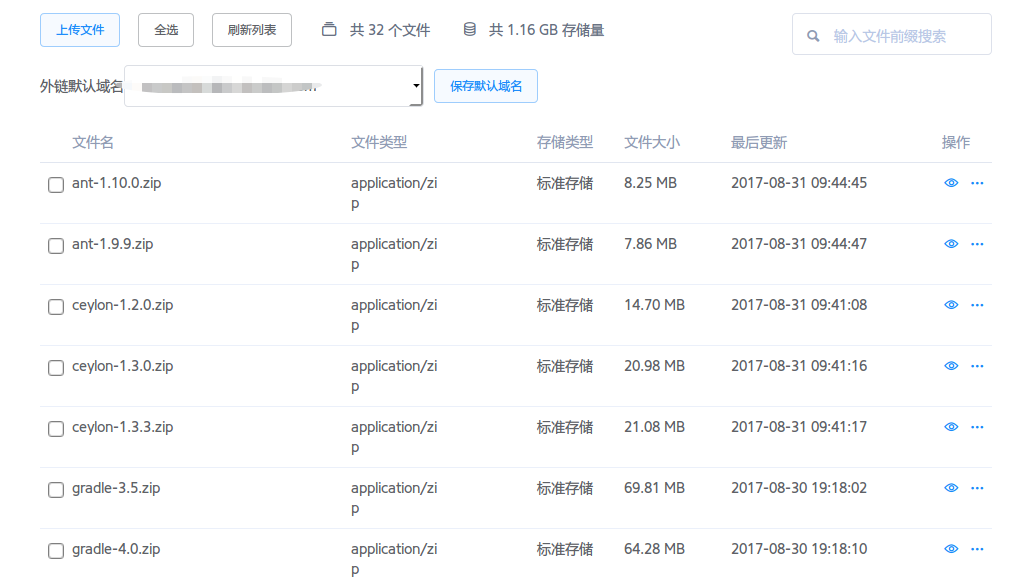 上传文件 全选 刷新列表 共 32 个文件 共 1.16 GB 存储量 输入文件前缀搜索
外链默认域名 保存默认域名
文件名 文件类型 存储类型 文件大小 最后更新 操作
ant-1.10.0.zip application/zi 标准存储 8.25 MB 2017-08-31 09:44:45
p
ant-1.9.9.zip application/zi 标准存储 7.86 MB 2017-08-31 09:44:47
p
ceylon-1.2.0.zip application/zi 标准存储 14.70 MB 2017-08-31 09:41:08
p
ceylon-1.3.0.zip application/zi 标准存储 20.98 MB 2017-08-31 09:41:16
p
ceylon-1.3.3.zip application/zi 标准存储 21.08 MB 2017-08-31 09:41:17
p
gradle-3.5.zip application/zi 标准存储 69.81 MB 2017-08-30 19:18:02
p
gradle-4.0.zip application/zi 标准存储 64.28 MB 2017-08-30 19:18:10
p